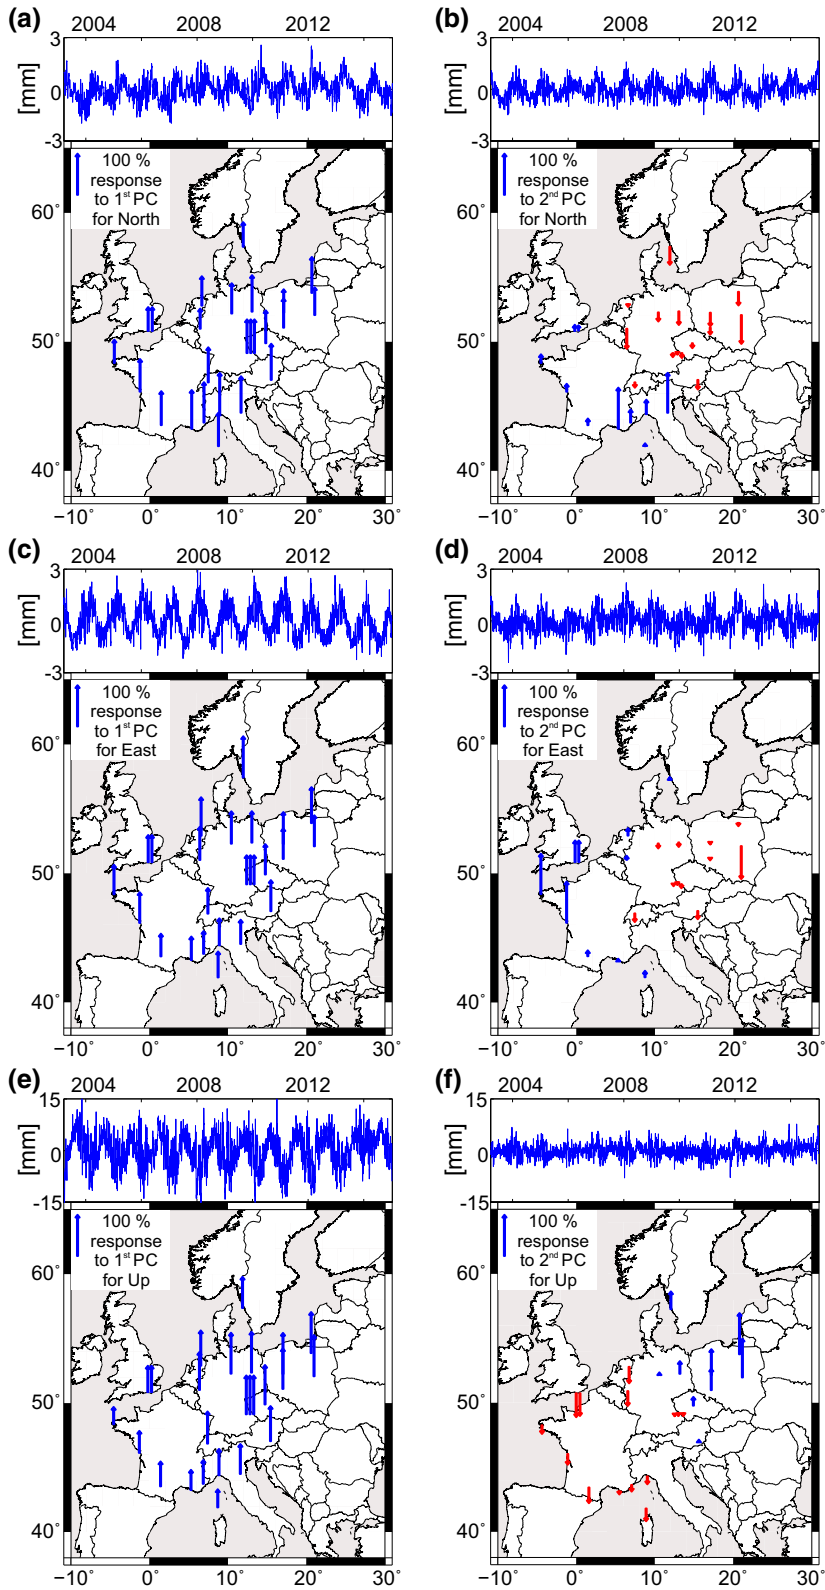 (a)
2004 2008 2012
3
[mm]
0
-3
100 %
response
to 1st PC
for North
60°
50°
40°
−10° 0° 10° 20° 30°
(b)
2004 2008 2012
3
[mm]
0
-3
100 %
response
to 2nd PC
for North
60°
50°
40°
−10° 0° 10° 20° 30°
(c)
2004 2008 2012
3
[mm]
0
-3
100 %
response
to 1st PC
for East
60°
50°
40°
−10° 0° 10° 20° 30°
(d)
2004 2008 2012
3
[mm]
0
-3
100 %
response
to 2nd PC
for East
60°
50°
40°
−10° 0° 10° 20° 30°
(e)
2004 2008 2012
15
[mm]
0
-15
100 %
response
to 1st PC
for Up
60°
50°
40°
−10° 0° 10° 20° 30°
(f)
2004 2008 2012
15
[mm]
0
-15
100 %
response
to 2nd PC
for Up
60°
50°
40°
−10° 0° 10° 20° 30°